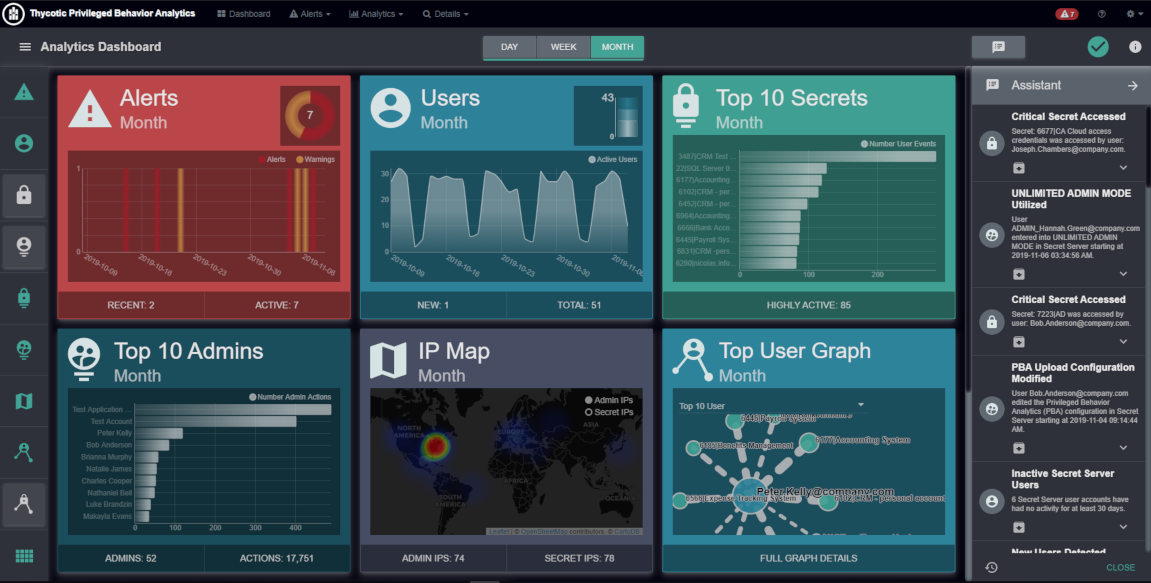 Thycotic Privileged Behavior Analytics
Dashboard
Alerts
Analytics
Details
7
Analytics Dashboard
DAY
WEEK
MONTH
Alerts
Month
7
Alerts
Warnings
1
0
2019-10-09
2019-10-16
2019-10-23
2019-10-30
2019-11-06
RECENT: 2
ACTIVE: 7
Users
Month
43
0
Active Users
30
20
10
0
2019-10-09
2019-10-16
2019-10-23
2019-10-30
2019-11-06
NEW: 1
TOTAL: 51
Top 10 Secrets
Month
Number User Events
3487|CRM Test ...
22|SQL Server 0...
6177|Accounting...
6102|CRM - per...
6452|CRM - per...
6964|Accounting...
6666|Bank Acco...
6445|Payroll Sys...
6631|CRM -pers...
6280|nicolas.info...
0
100
200
HIGHLY ACTIVE: 85
Top 10 Admins
Month
Number Admin Actions
Test Application ...
Test Account
Peter Kelly
Bob Anderson
Brianna Murphy
Natalie James
Charles Cooper
Nathaniel Bell
Luke Brandzin
Makayla Evans
0
100
200
300
400
ADMINS: 52
ACTIONS: 17,751
IP Map
Month
Admin IPs
Secret IPs
NORTH
AMERICA
ASIA
AFRICA
SOUTH
AMERICA
OCEANIA
Leaflet | © OpenStreetMap contributors, © CartoDB
ADMIN IPS: 74
SECRET IPS: 78
Top User Graph
Month
Top 10 User
6445|Payroll System
6177|Accounting System
6105|Benefits Management
PeterKelly@company.com
Expense Tracking System
6102|CRM - personal account
FULL GRAPH DETAILS
Assistant
Critical Secret Accessed
Secret: 6677|CA Cloud access
credentials was accessed by user:
Joseph.Chambers@company.com.
UNLIMITED ADMIN MODE
Utilized
User
ADMIN_Hannah.Green@company.com
entered into UNLIMITED ADMIN
MODE in Secret Server starting at
2019-11-06 03:34:56 AM.
Critical Secret Accessed
Secret: 7223|AD was accessed by
user: Bob.Anderson@company.com.
PBA Upload Configuration
Modified
User Bob.Anderson@company.com
edited the Privileged Behavior
Analytics (PBA) configuration in Secret
Server starting at 2019-11-04 09:14:44
AM.
Inactive Secret Server
Users
6 Secret Server user accounts have
had no activity for at least 30 days.
New Users Detected
CLOSE